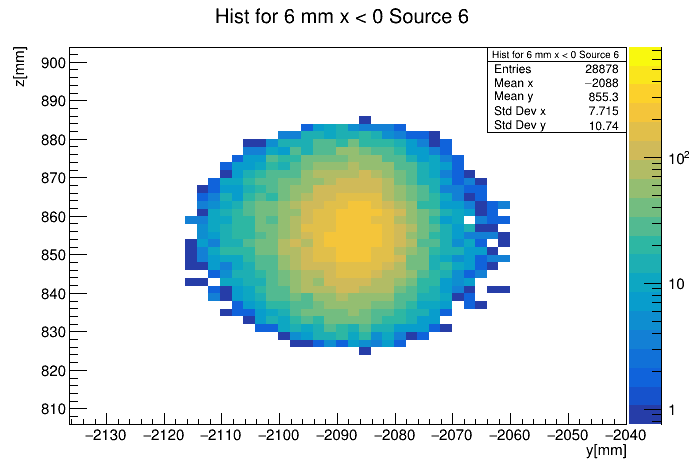 Hist for 6 mm x < 0 Source 6
z[mm]
Hist for 6 mm x < 0 Source 6
Entries 28878
Mean x −2088
Mean y 855.3
Std Dev x 7.715
Std Dev y 10.74
900
890
880
870
860
850
840
830
820
810
10²
10
1
−2130 −2120 −2110 −2100 −2090 −2080 −2070 −2060 −2050 −2040
y[mm]